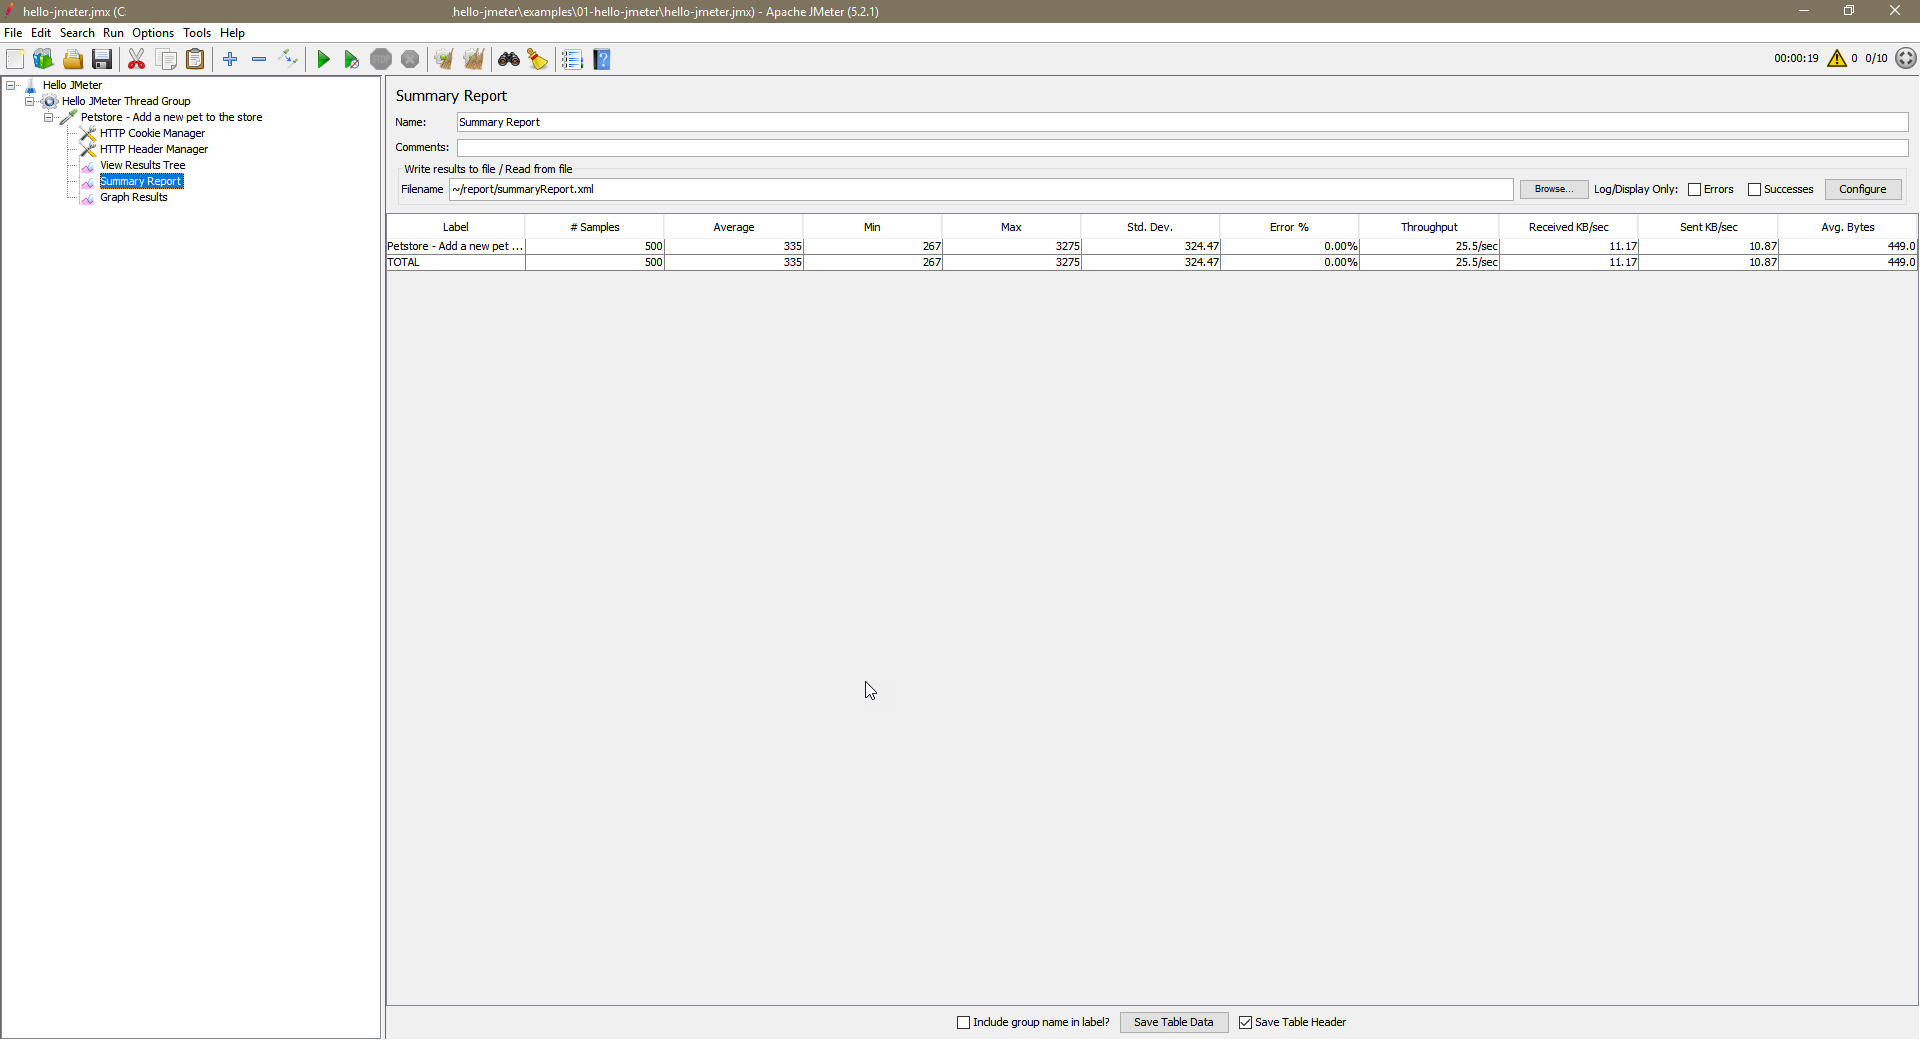 hello-jmeter.jmx (C:
hello-jmeter\examples\01-hello-jmeter\hello-jmeter.jmx) - Apache JMeter (5.2.1)
File Edit Search Run Options Tools Help
STOP
00:00:19 0 0/10
Hello JMeter
Hello JMeter Thread Group
Petstore - Add a new pet to the store
HTTP Cookie Manager
HTTP Header Manager
View Results Tree
Summary Report
Graph Results
Summary Report
Name: Summary Report
Comments:
Write results to file / Read from file
Filename ~/report/summaryReport.xml Browse... Log/Display Only: Errors Successes Configure
Label # Samples Average Min Max Std. Dev. Error % Throughput Received KB/sec Sent KB/sec Avg. Bytes
Petstore - Add a new pet ... 500 335 267 3275 324.47 0.00% 25.5/sec 11.17 10.87 449.0
TOTAL 500 335 267 3275 324.47 0.00% 25.5/sec 11.17 10.87 449.0
Include group name in label? Save Table Data Save Table Header